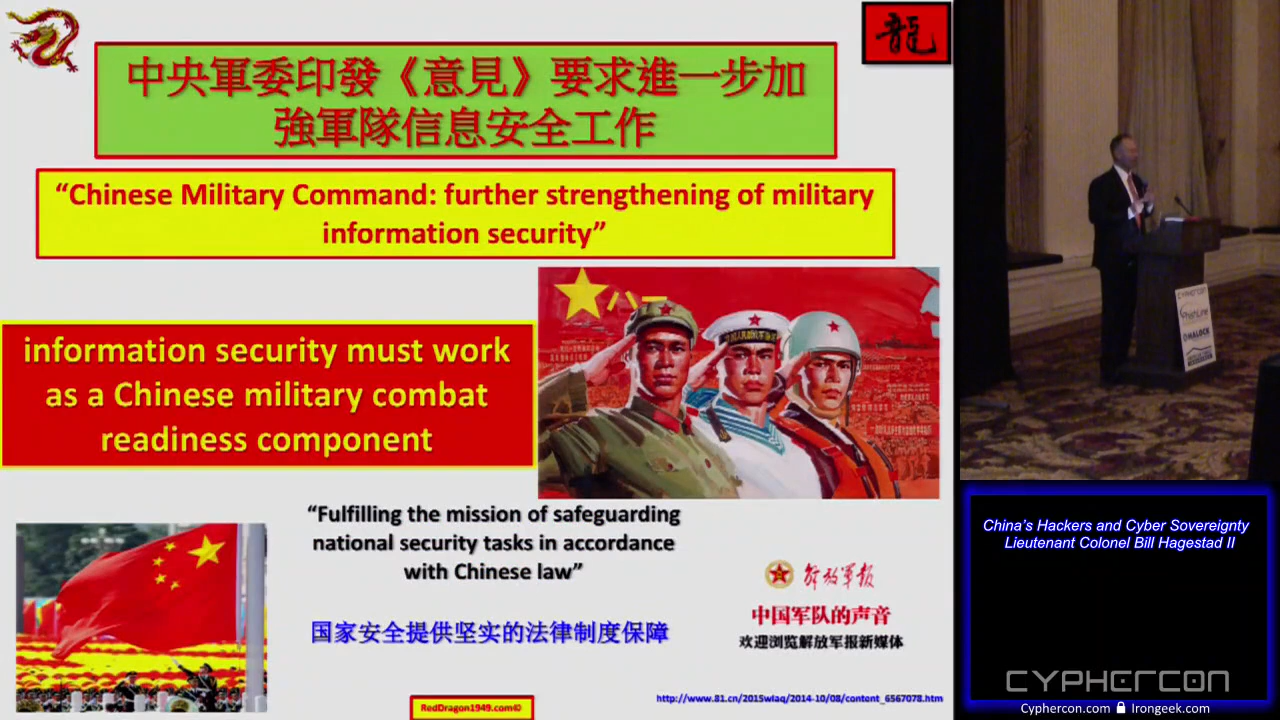 龍
中央軍委印發《意見》要求進一步加
強軍隊信息安全工作
“Chinese Military Command: further strengthening of military
information security”
八一
information security must work
as a Chinese military combat
readiness component
“Fulfilling the mission of safeguarding
national security tasks in accordance
with Chinese law”
国家安全提供坚实的法律制度保障
解放军报
中国军队的声音
欢迎浏览解放军报新媒体
http://www.81.cn/2015wlaq/2014-10/08/content_6567078.htm
RedDragon1949.com©
CYPHERCON
China's Hackers and Cyber Sovereignty
Lieutenant Colonel Bill Hagestad II
CYPHERCON
Cyphercon.com Irongeek.com